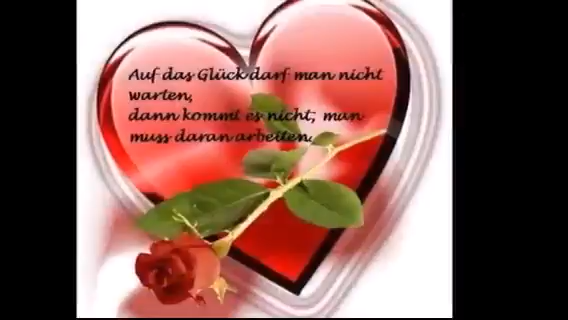 Auf das Glück darf man nicht
warten,
dann kommt es nicht; man
muss daran arbeiten.